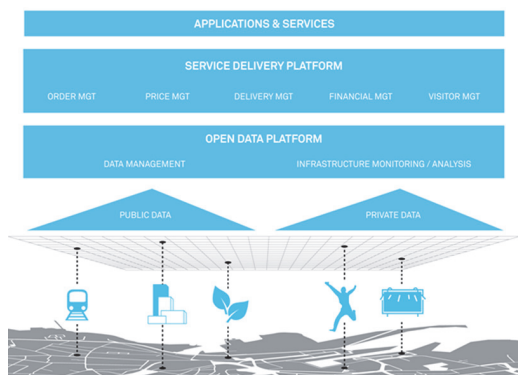 APPLICATIONS & SERVICES
SERVICE DELIVERY PLATFORM
ORDER MGT PRICE MGT DELIVERY MGT FINANCIAL MGT VISITOR MGT
OPEN DATA PLATFORM
DATA MANAGEMENT INFRASTRUCTURE MONITORING / ANALYSIS
PUBLIC DATA PRIVATE DATA